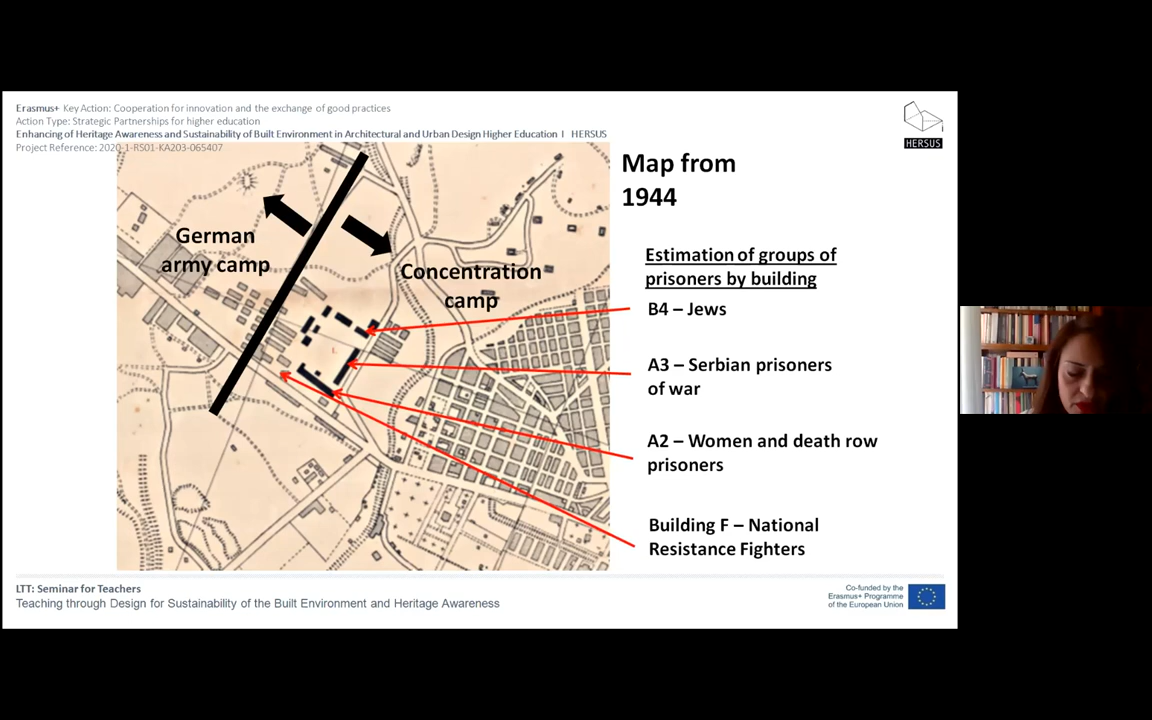 Erasmus+ Key Action: Cooperation for innovation and the exchange of good practices
Action Type: Strategic Partnerships for higher education
Enhancing of Heritage Awareness and Sustainability of Built Environment in Architectural and Urban Design Higher Education I HERSUS
Project Reference: 2020-1-RS01-KA203-065407
HERSUS
Map from
1944
German
army camp
Concentration
camp
Estimation of groups of
prisoners by building
B4 – Jews
A3 – Serbian prisoners
of war
A2 – Women and death row
prisoners
Building F – National
Resistance Fighters
LTT: Seminar for Teachers
Teaching through Design for Sustainability of the Built Environment and Heritage Awareness
Co-funded by the
Erasmus+ Programme
of the European Union